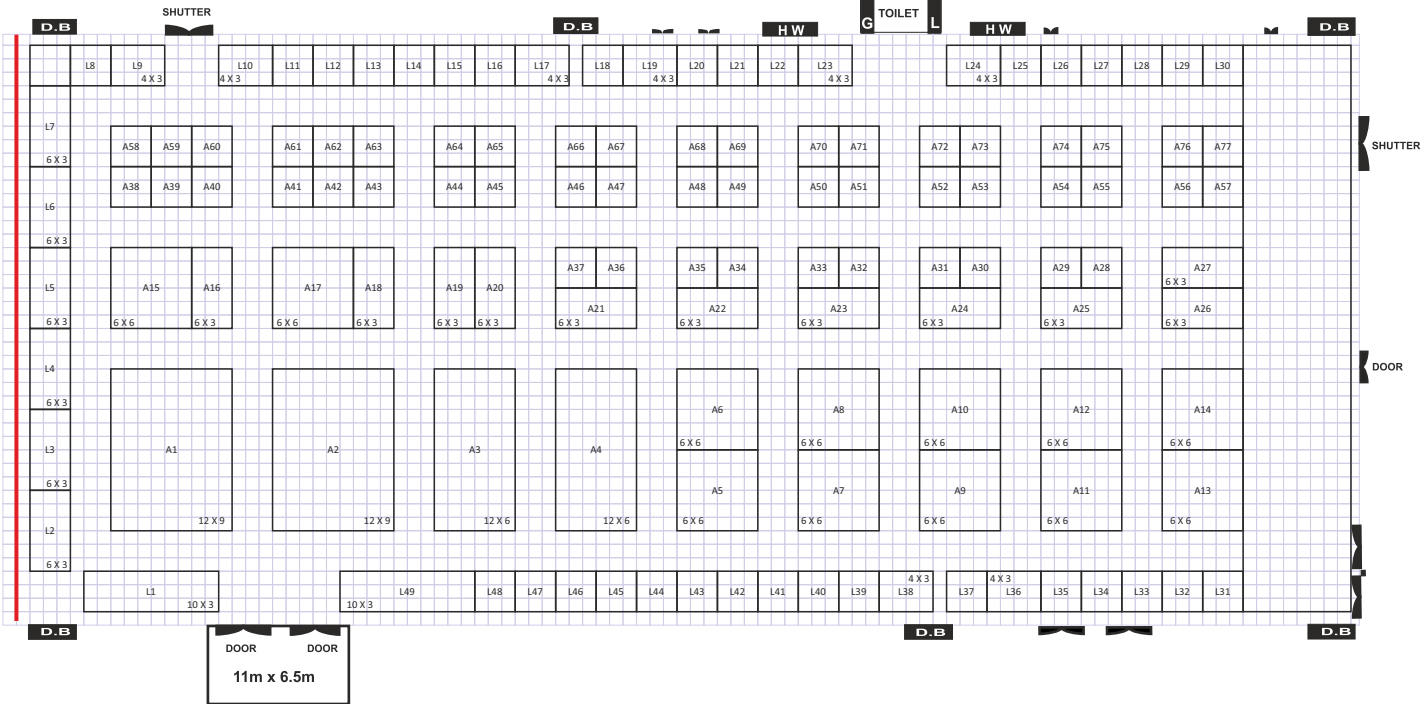 SHUTTER
TOILET
D.B
D.B
G
L
H W
H W
D.B
L8 L9 L10 L11 L12 L13 L14 L15 L16 L17 L18 L19 L20 L21 L22 L23 L24 L25 L26 L27 L28 L29 L30
4 X 3 4 X 3 4 X 3 4 X 3 4 X 3 4 X 3
L7
A58 A59 A60 A61 A62 A63 A64 A65 A66 A67 A68 A69 A70 A71 A72 A73 A74 A75 A76 A77
SHUTTER
6 X 3
A38 A39 A40 A41 A42 A43 A44 A45 A46 A47 A48 A49 A50 A51 A52 A53 A54 A55 A56 A57
L6
6 X 3
A37 A36 A35 A34 A33 A32 A31 A30 A29 A28 A27
6 X 3
L5 A15 A16 A17 A18 A19 A20
A21 A22 A23 A24 A25 A26
6 X 3 6 X 6 6 X 3 6 X 6 6 X 3 6 X 3 6 X 3 6 X 3 6 X 3 6 X 3 6 X 3 6 X 3 6 X 3
L4
DOOR
6 X 3
A6 A8 A10 A12 A14
6 X 6 6 X 6 6 X 6 6 X 6 6 X 6
L3 A1 A2 A3 A4
6 X 3
A5 A7 A9 A11 A13
12 X 9 12 X 9 12 X 6 12 X 6 6 X 6 6 X 6 6 X 6 6 X 6 6 X 6
L2
6 X 3
4 X 3 4 X 3
L1 L49 L48 L47 L46 L45 L44 L43 L42 L41 L40 L39 L38 L37 L36 L35 L34 L33 L32 L31
10 X 3 10 X 3
D.B
D.B
D.B
DOOR DOOR
11m x 6.5m